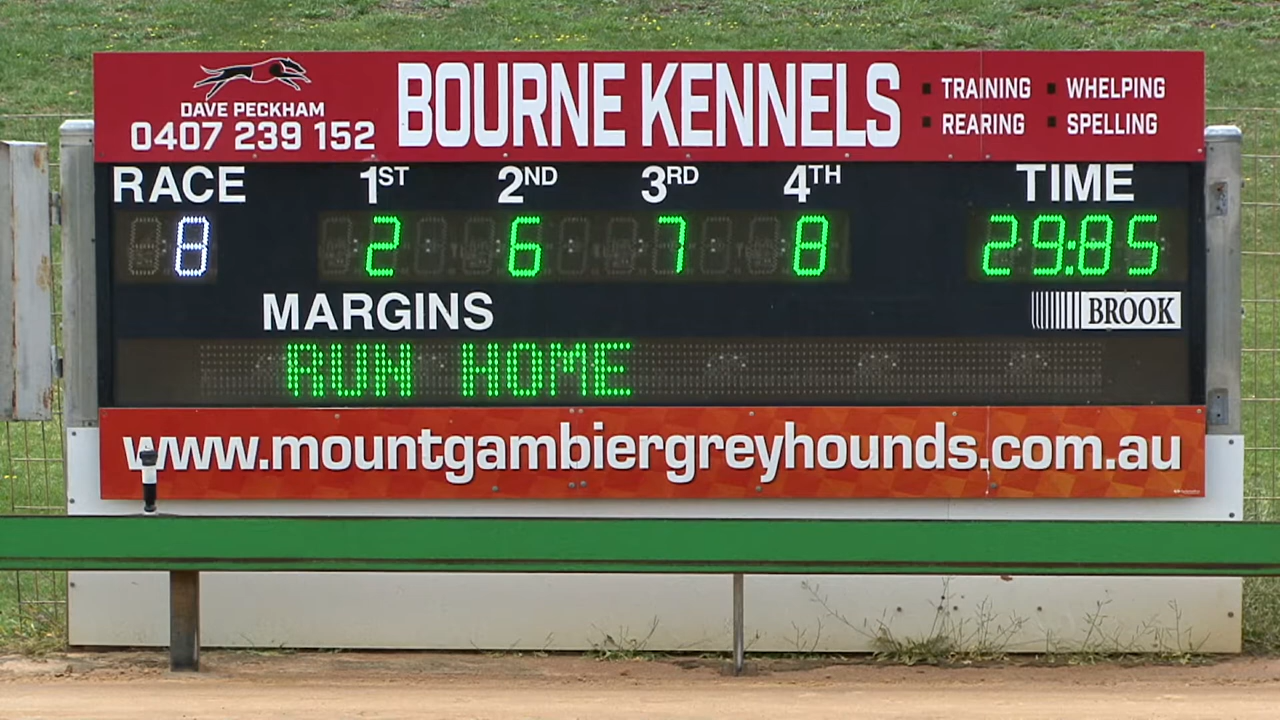 DAVE PECKHAM
0407 239 152
BOURNE KENNELS
TRAINING
WHELPING
REARING
SPELLING
RACE 1ST 2ND 3RD 4TH TIME
8 2 6 7 8 29:85
MARGINS
BROOK
RUN HOME
www.mountgambiergreyhounds.com.au